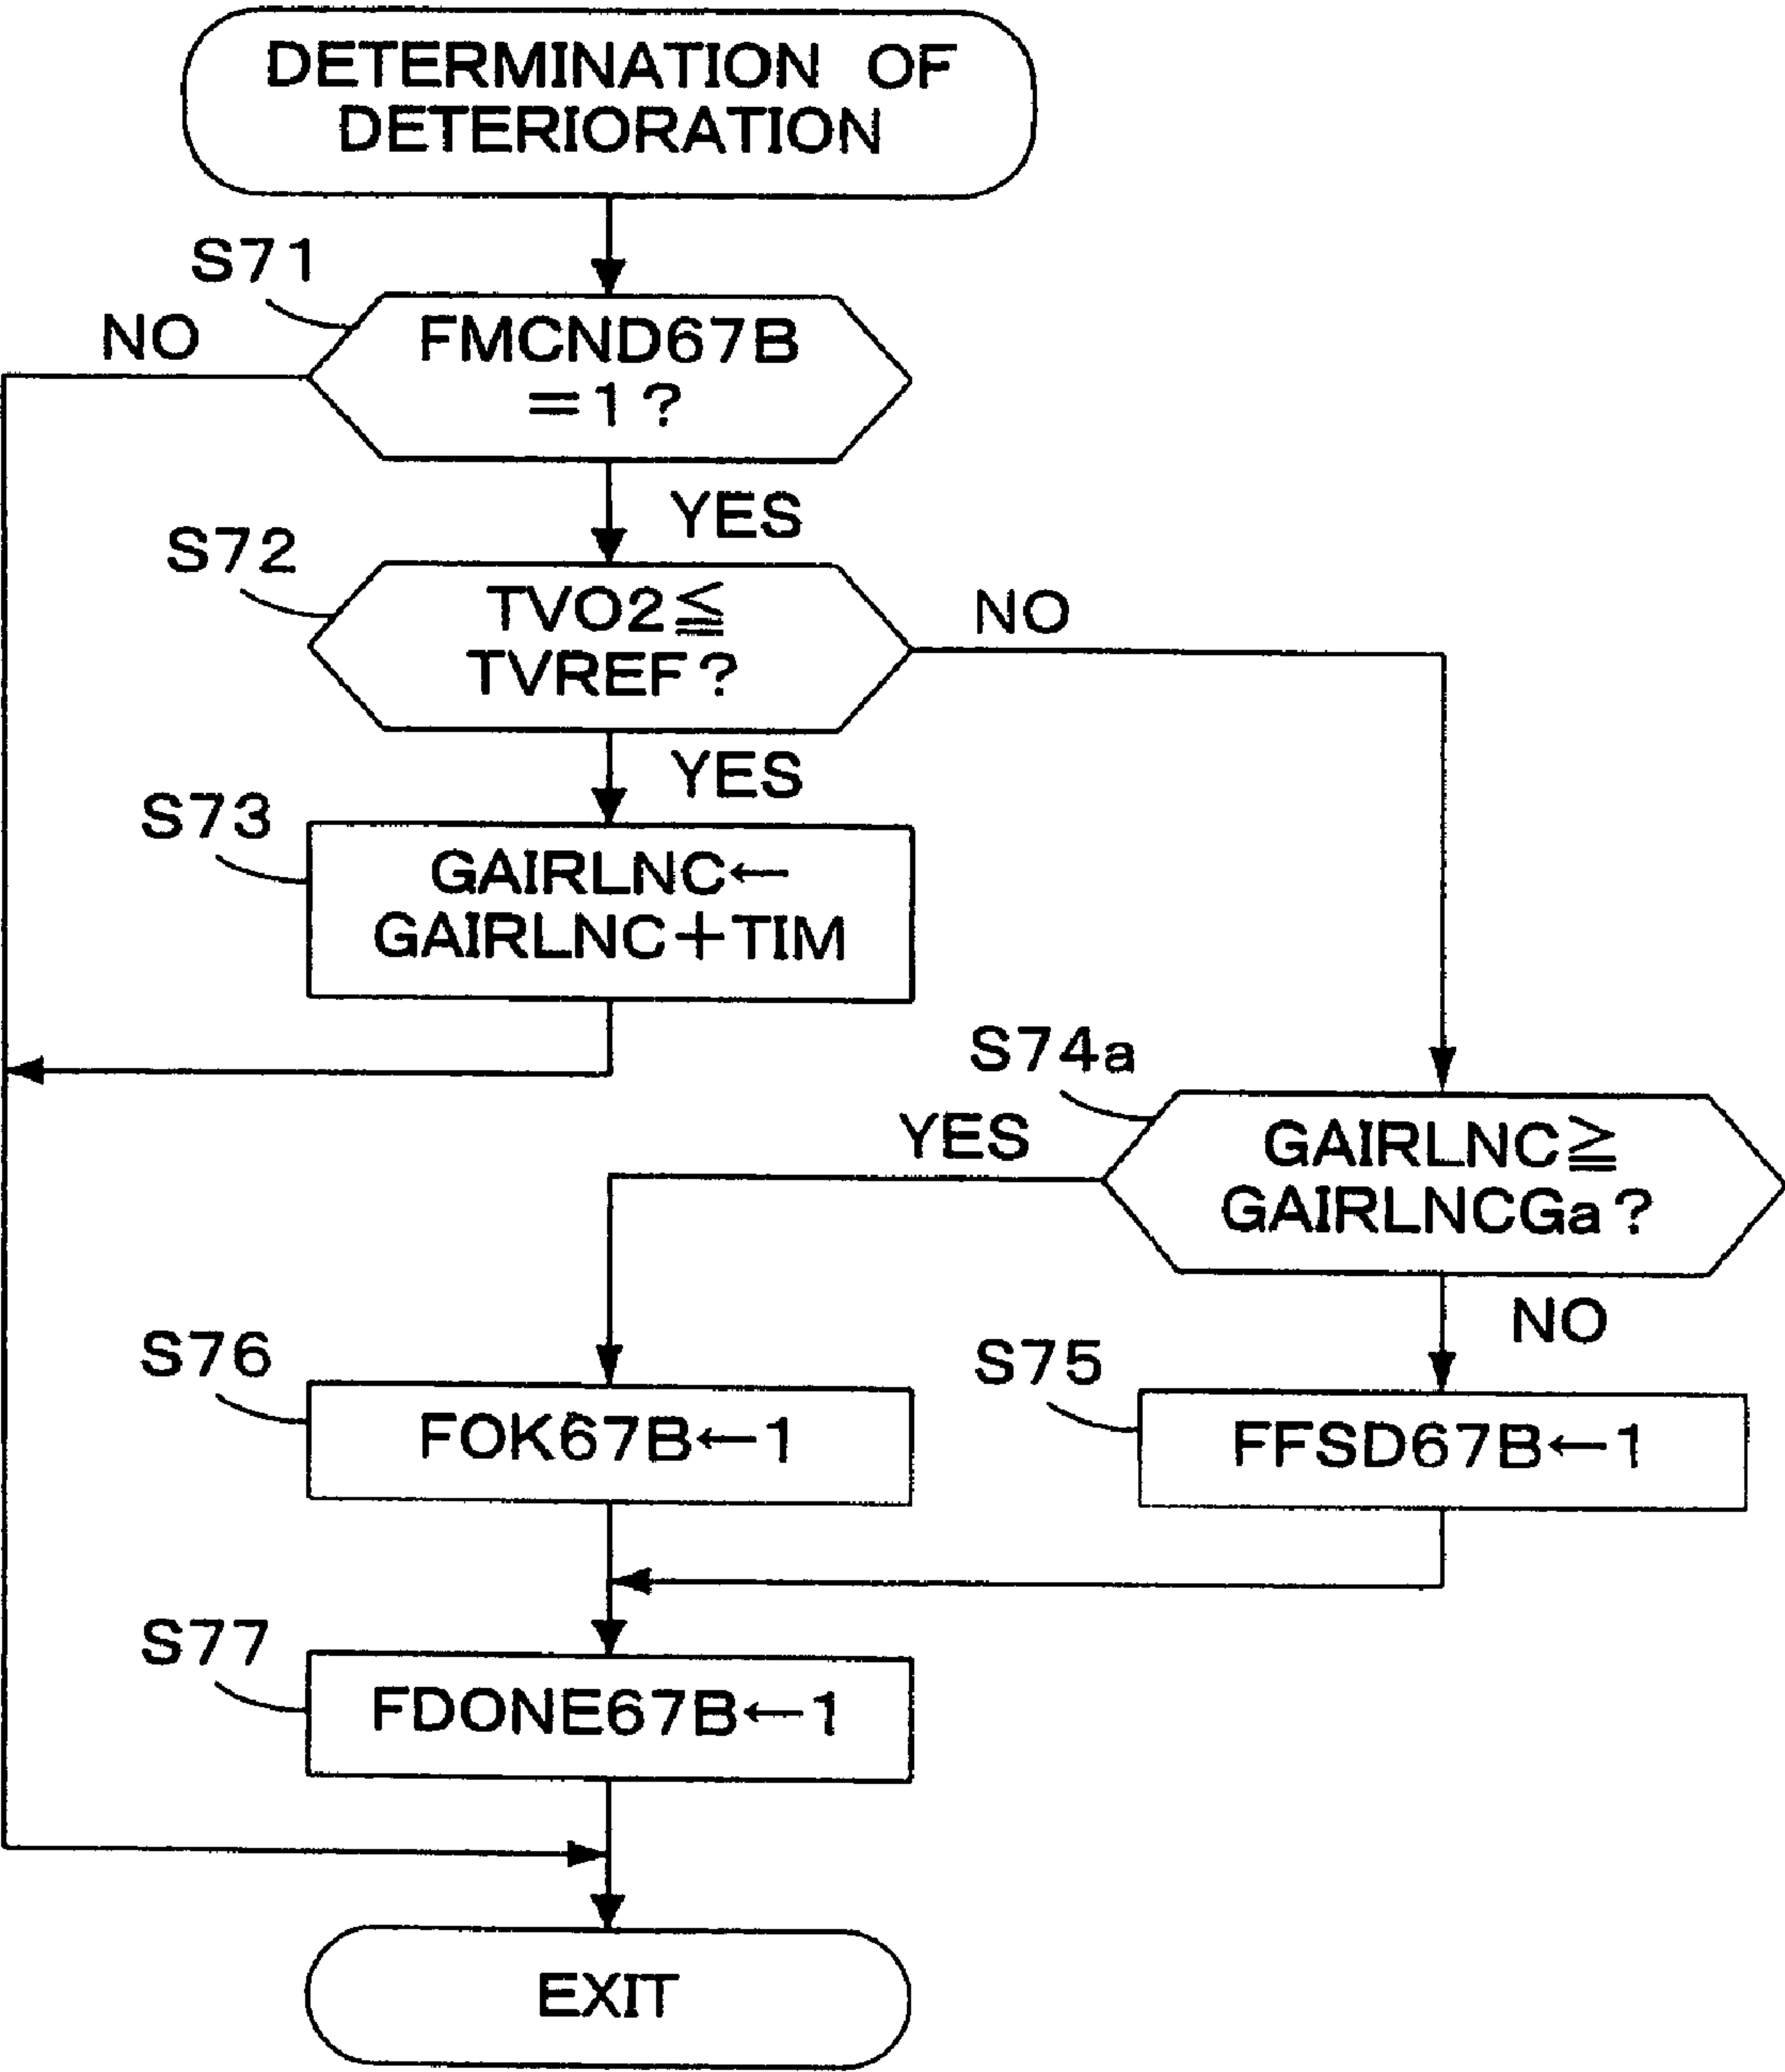 DETERMINATION OF
DETERIORATION
S71
NO
FMCND67B
=1?
YES
S72
TVO2≦
TVREF?
NO
YES
S73
GAIRLNC←
GAIRLNC+TIM
S74a
YES
GAIRLNC≧
GAIRLNCGa?
NO
S76
FOK67B←1
S75
FFSD67B←1
S77
FDONE67B←1
EXIT